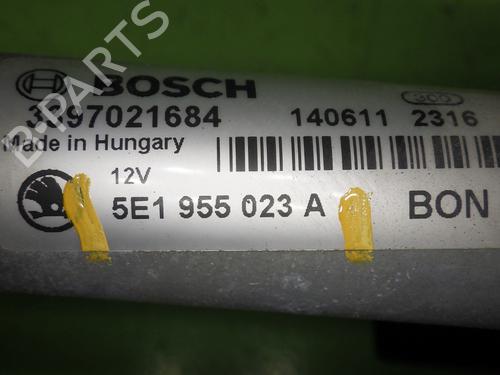 BOSCH
3397021684 140611 2316
Made in Hungary
12V
5E1 955 023 A BON
B-PARTS